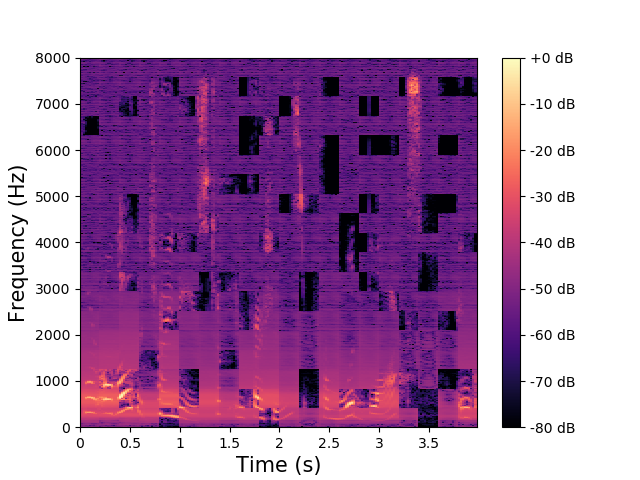 8000
7000
6000
5000
4000
3000
2000
1000
0
Frequency (Hz)
0 0.5 1 1.5 2 2.5 3 3.5
Time (s)
+0 dB
-10 dB
-20 dB
-30 dB
-40 dB
-50 dB
-60 dB
-70 dB
-80 dB